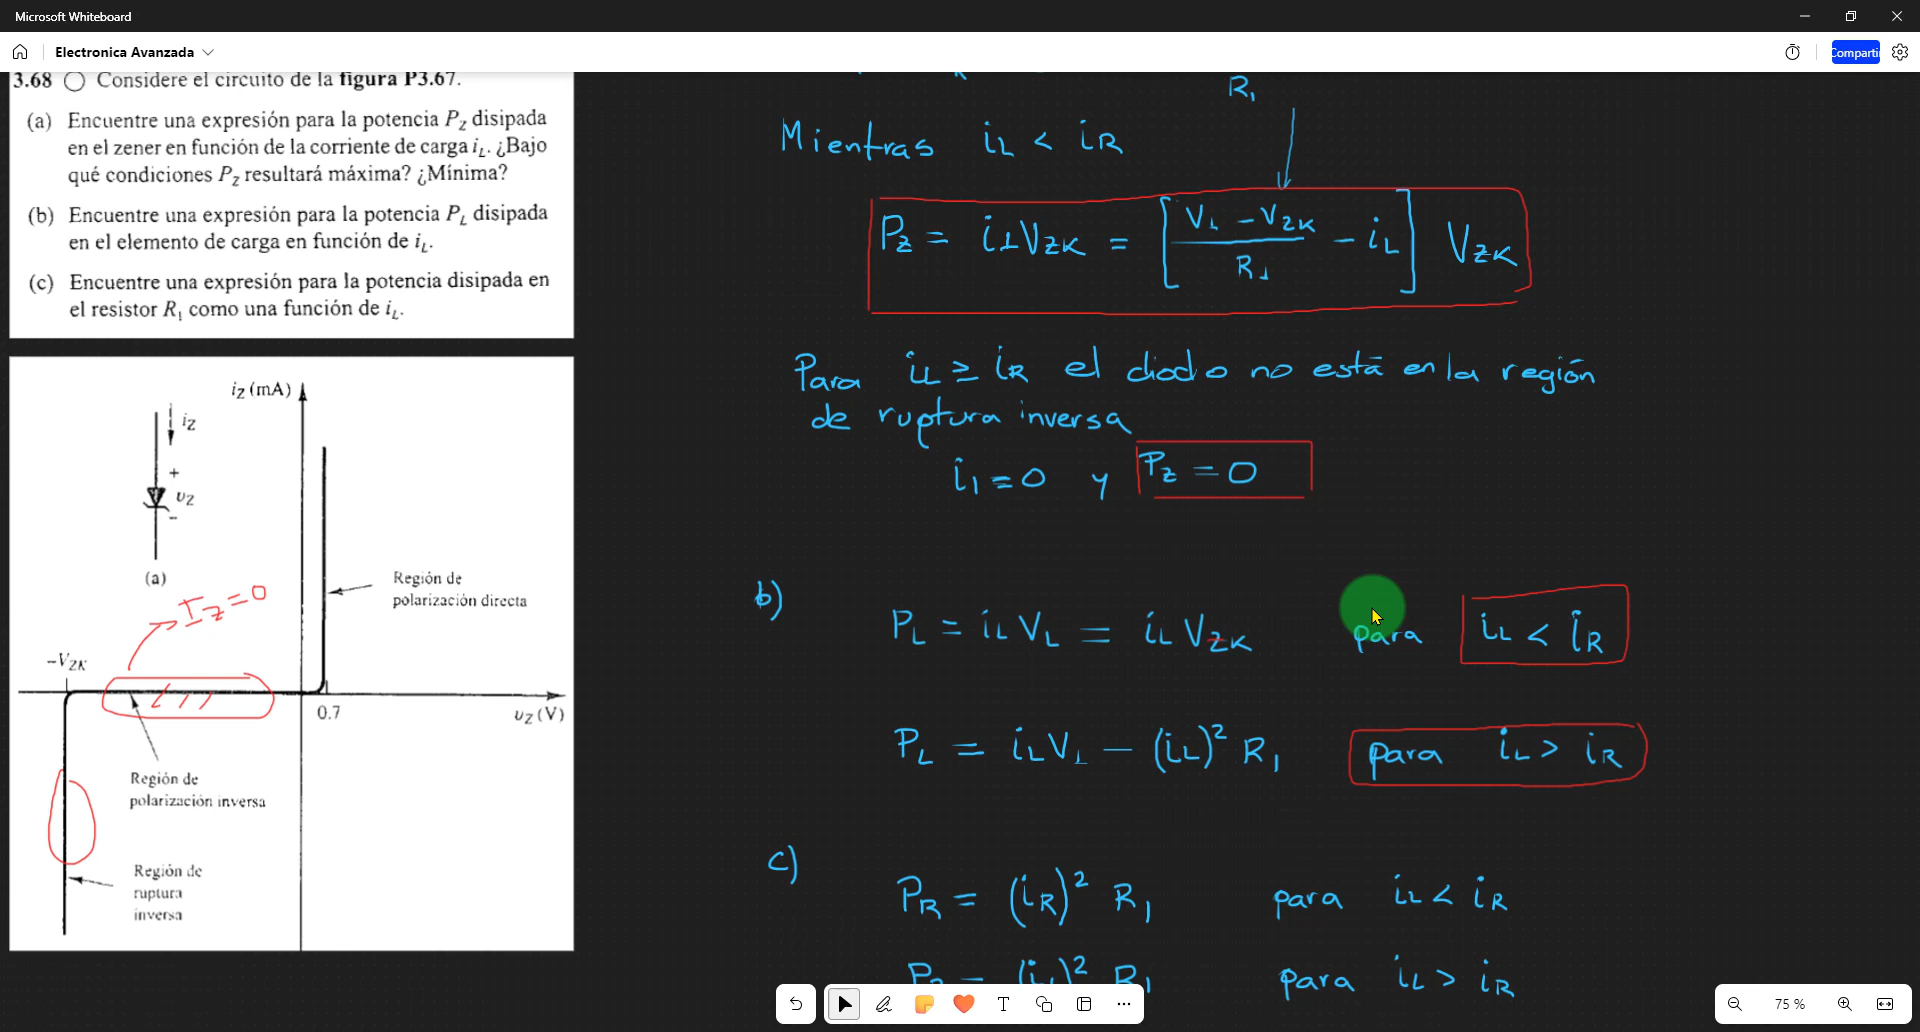 Microsoft Whiteboard
Electronica Avanzada
Comparti
3.68 ○ Considere el circuito de la figura P3.67.
(a) Encuentre una expresión para la potencia P_Z disipada
en el zener en función de la corriente de carga i_L. ¿Bajo
qué condiciones P_Z resultará máxima? ¿Mínima?
(b) Encuentre una expresión para la potencia P_L disipada
en el elemento de carga en función de i_L.
(c) Encuentre una expresión para la potencia disipada en
el resistor R_1 como una función de i_L.
i_Z (mA)
i_Z
+
v_Z
-
(a)
I_Z = 0
Región de
polarización directa
-V_ZK
0.7
v_Z (V)
Región de
polarización inversa
Región de
ruptura
inversa
R_1
Mientras i_L < i_R
P_Z = i_1 V_ZK = [ (V_1 - V_ZK) / R_1 - i_L ] V_ZK
Para i_L ≥ i_R el diodo no está en la región
de ruptura inversa
i_1 = 0 y P_Z = 0
b)
P_L = i_L V_L = i_L V_ZK para i_L < i_R
P_L = i_L V_1 - (i_L)² R_1 para i_L > i_R
c)
P_R = (i_R)² R_1 para i_L < i_R
para i_L > i_R
75 %